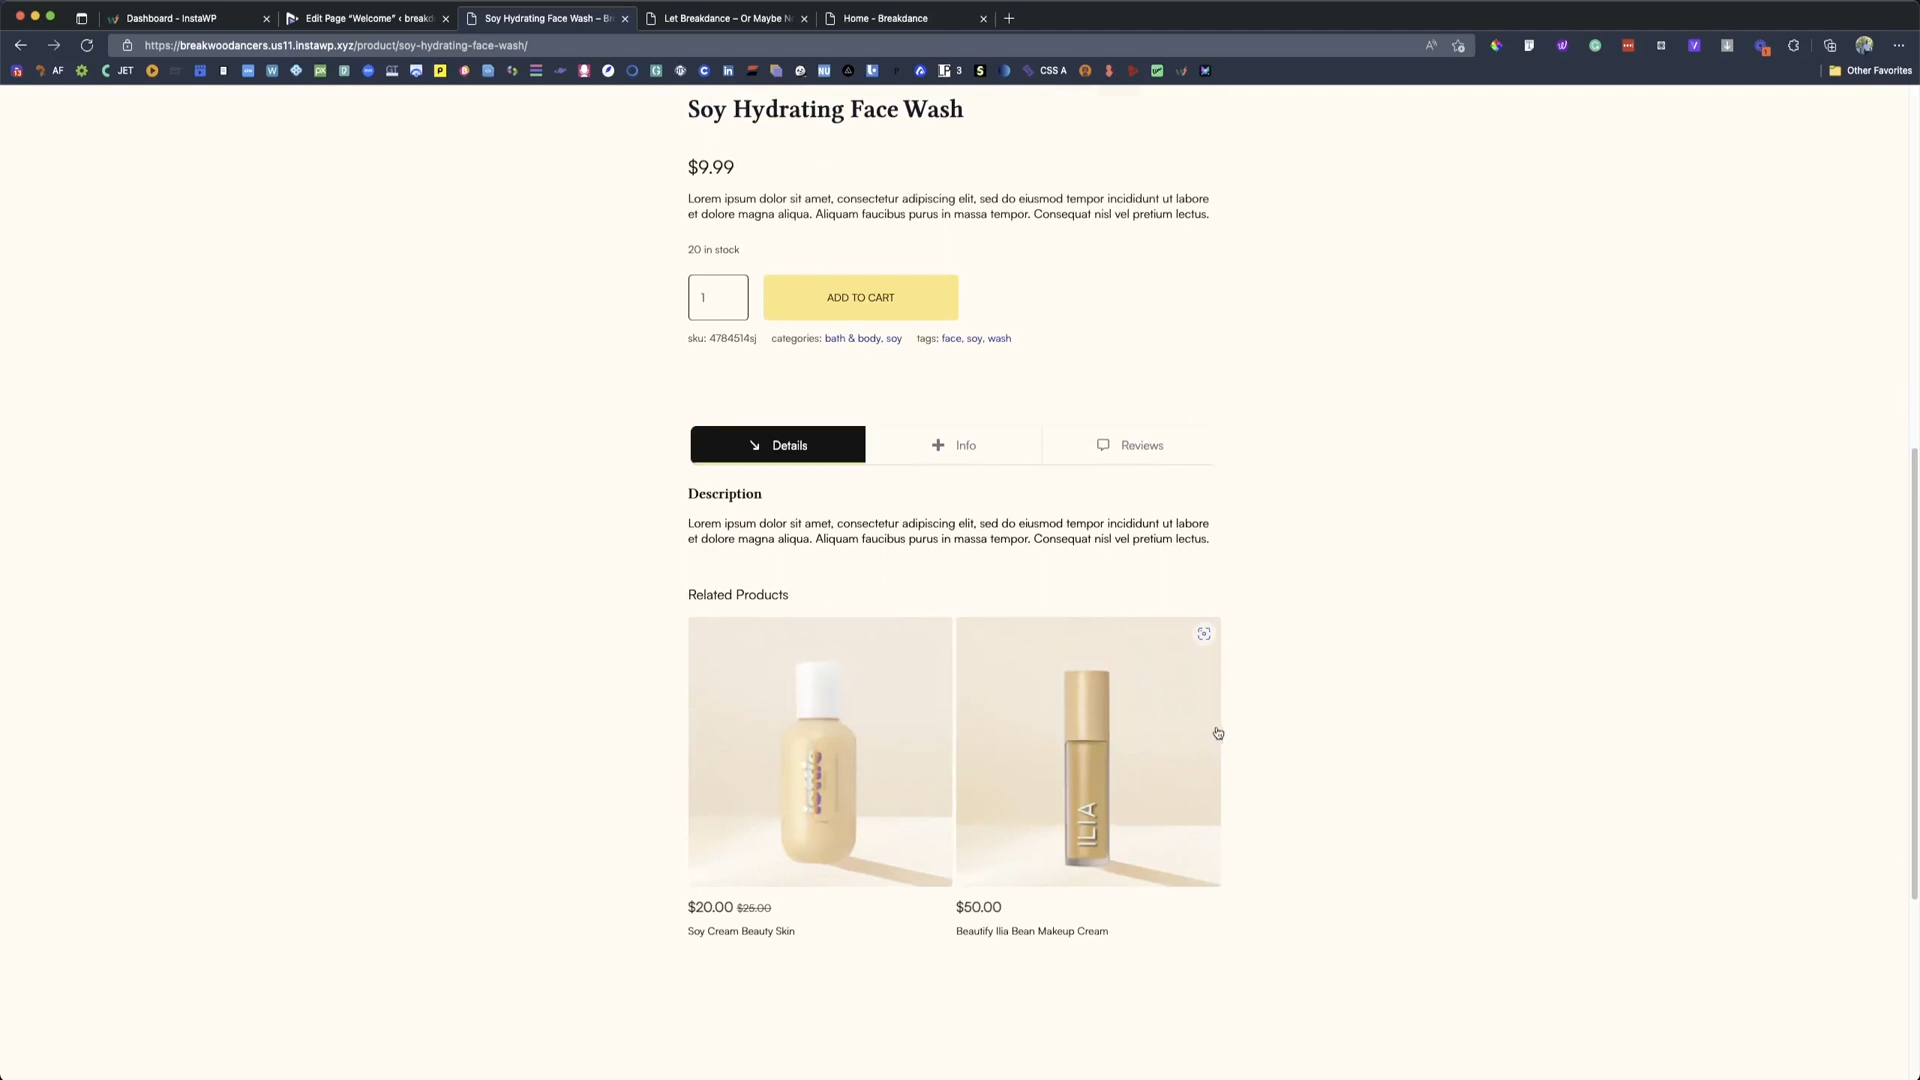 Dashboard - InstaWP
Edit Page “Welcome” ‹ breakd
Soy Hydrating Face Wash – Br
Let Breakdance – Or Maybe N
Home - Breakdance
https://breakwoodancers.us11.instawp.xyz/product/soy-hydrating-face-wash/
AF
JET
3
CSS A
Other Favorites
Soy Hydrating Face Wash
$9.99
Lorem ipsum dolor sit amet, consectetur adipiscing elit, sed do eiusmod tempor incididunt ut labore
et dolore magna aliqua. Aliquam faucibus purus in massa tempor. Consequat nisl vel pretium lectus.
20 in stock
1
ADD TO CART
sku: 4784514sj categories: bath & body, soy tags: face, soy, wash
Details
Info
Reviews
Description
Lorem ipsum dolor sit amet, consectetur adipiscing elit, sed do eiusmod tempor incididunt ut labore
et dolore magna aliqua. Aliquam faucibus purus in massa tempor. Consequat nisl vel pretium lectus.
Related Products
ILIA
$20.00 $25.00
Soy Cream Beauty Skin
$50.00
Beautify Ilia Bean Makeup Cream